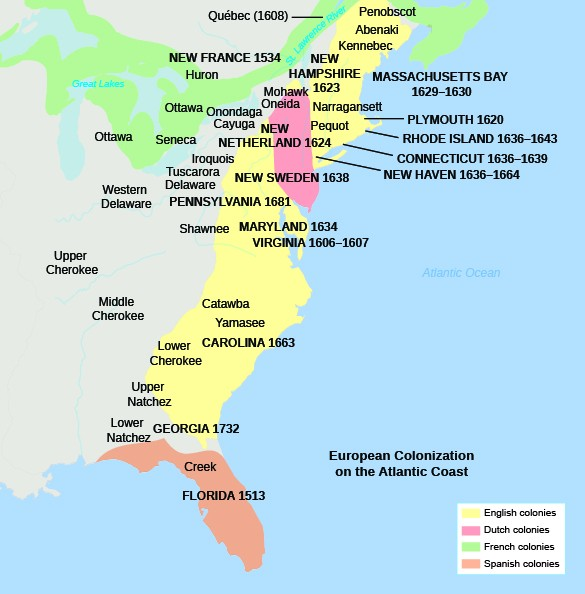 Québec (1608)
Penobscot
Abenaki
Kennebec
St. Lawrence River
NEW FRANCE 1534
Huron
NEW
HAMPSHIRE
1623
MASSACHUSETTS BAY
1629–1630
Great Lakes
Mohawk
Oneida
Ottawa
Onondaga
Cayuga
Narragansett
PLYMOUTH 1620
Ottawa
Seneca
NEW
NETHERLAND 1624
Pequot
RHODE ISLAND 1636–1643
CONNECTICUT 1636–1639
NEW HAVEN 1636–1664
Iroquois
Tuscarora
Delaware
NEW SWEDEN 1638
Western
Delaware
PENNSYLVANIA 1681
Shawnee
MARYLAND 1634
VIRGINIA 1606–1607
Upper
Cherokee
Atlantic Ocean
Middle
Cherokee
Catawba
Yamasee
Lower
Cherokee
CAROLINA 1663
Upper
Natchez
Lower
Natchez
GEORGIA 1732
Creek
FLORIDA 1513
European Colonization
on the Atlantic Coast
English colonies
Dutch colonies
French colonies
Spanish colonies